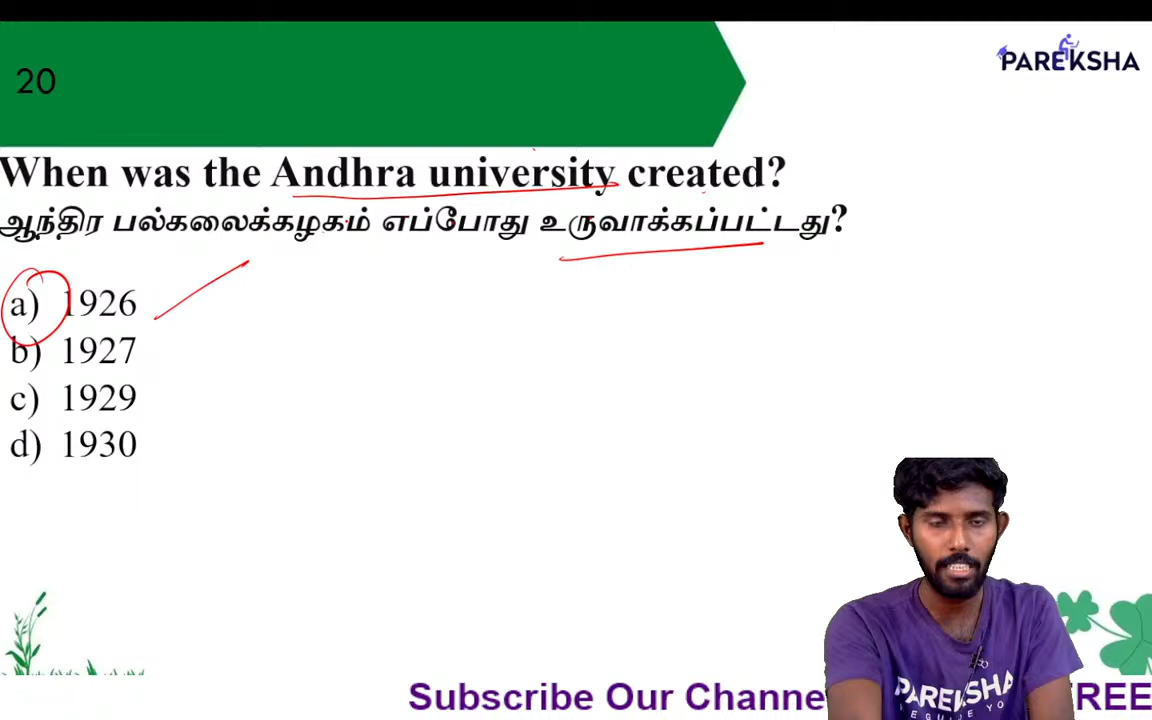 20
PAREKSHA
When was the Andhra university created?
ஆந்திர பல்கலைக்கழகம் எப்போது உருவாக்கப்பட்டது?
a) 1926
b) 1927
c) 1929
d) 1930
PAREKSHA
Subscribe Our Channe
REE